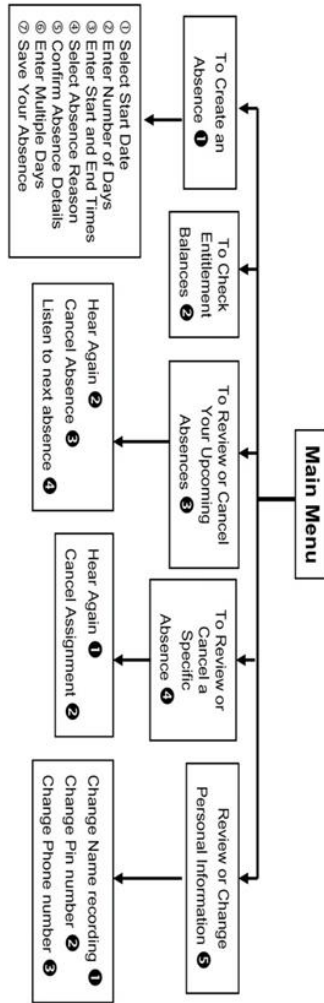 Main Menu
To Create an
Absence ❶
To Check
Entitlement
Balances ❷
To Review or Cancel
Your Upcoming
Absences ❸
To Review or
Cancel a
Specific
Absence ❹
Review or Change
Personal Information ❺
① Select Start Date
② Enter Number of Days
③ Enter Start and End Times
④ Select Absence Reason
⑤ Confirm Absence Details
⑥ Enter Multiple Days
⑦ Save Your Absence
Hear Again ❷
Cancel Absence ❸
Listen to next absence ❹
Hear Again ❶
Cancel Assignment ❷
Change Name recording ❶
Change Pin number ❷
Change Phone number ❸